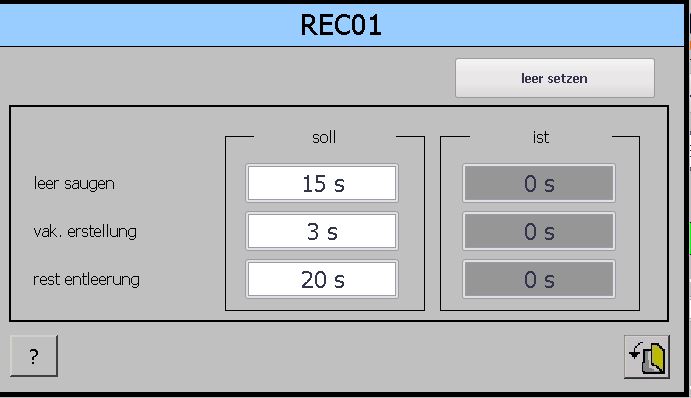 REC01
leer setzen
soll ist
leer saugen 15 s 0 s
vak. erstellung 3 s 0 s
rest entleerung 20 s 0 s
?